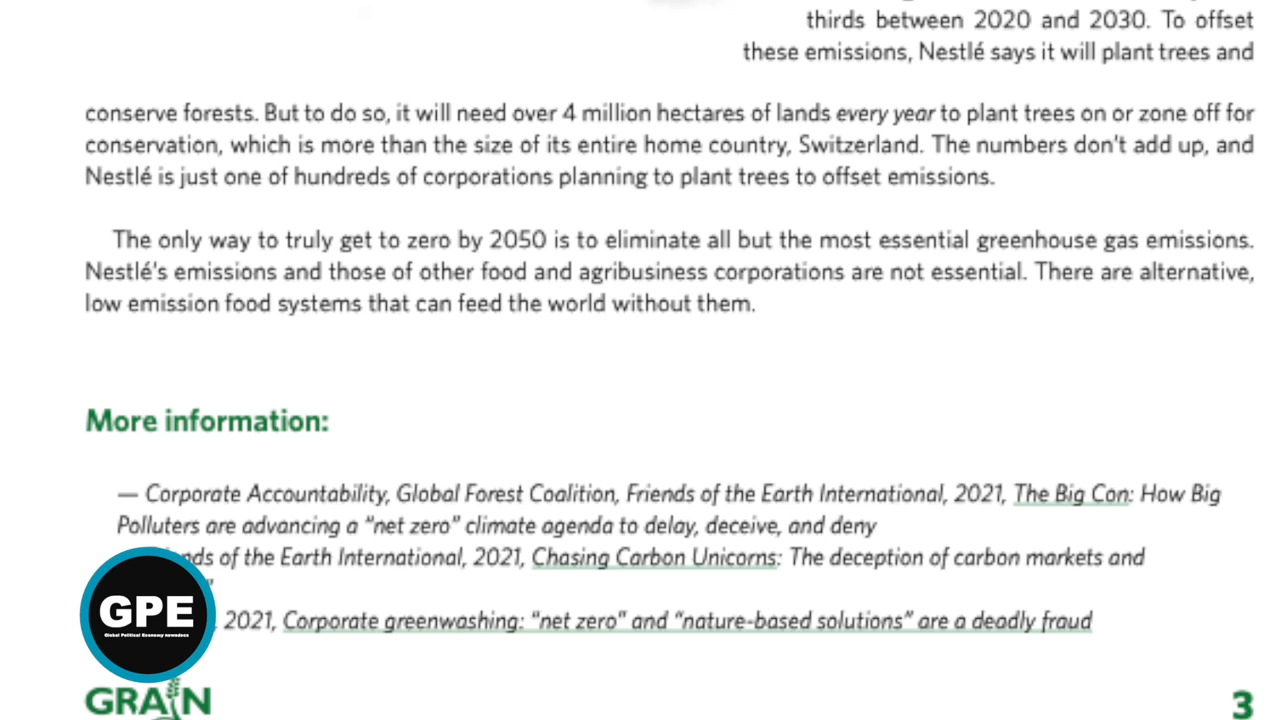 thirds between 2020 and 2030. To offset
these emissions, Nestlé says it will plant trees and
conserve forests. But to do so, it will need over 4 million hectares of lands every year to plant trees on or zone off for
conservation, which is more than the size of its entire home country, Switzerland. The numbers don't add up, and
Nestlé is just one of hundreds of corporations planning to plant trees to offset emissions.
The only way to truly get to zero by 2050 is to eliminate all but the most essential greenhouse gas emissions.
Nestlé's emissions and those of other food and agribusiness corporations are not essential. There are alternative,
low emission food systems that can feed the world without them.
More information:
— Corporate Accountability, Global Forest Coalition, Friends of the Earth International, 2021, The Big Con: How Big
Polluters are advancing a "net zero" climate agenda to delay, deceive, and deny
of the Earth International, 2021, Chasing Carbon Unicorns: The deception of carbon markets and
2021, Corporate greenwashing: "net zero" and "nature-based solutions" are a deadly fraud
GPE
Global Political Economy newsdocs
GRAIN
3